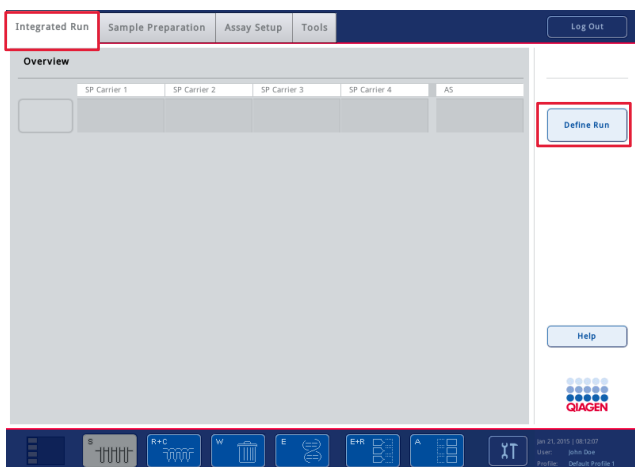 Integrated Run Sample Preparation Assay Setup Tools Log Out
Overview
SP Carrier 1 SP Carrier 2 SP Carrier 3 SP Carrier 4 AS
Define Run
Help
QIAGEN
S R+C W E E+R A
Jan 21, 2015 | 08:12:07
User: John Doe
Profile: Default Profile 1